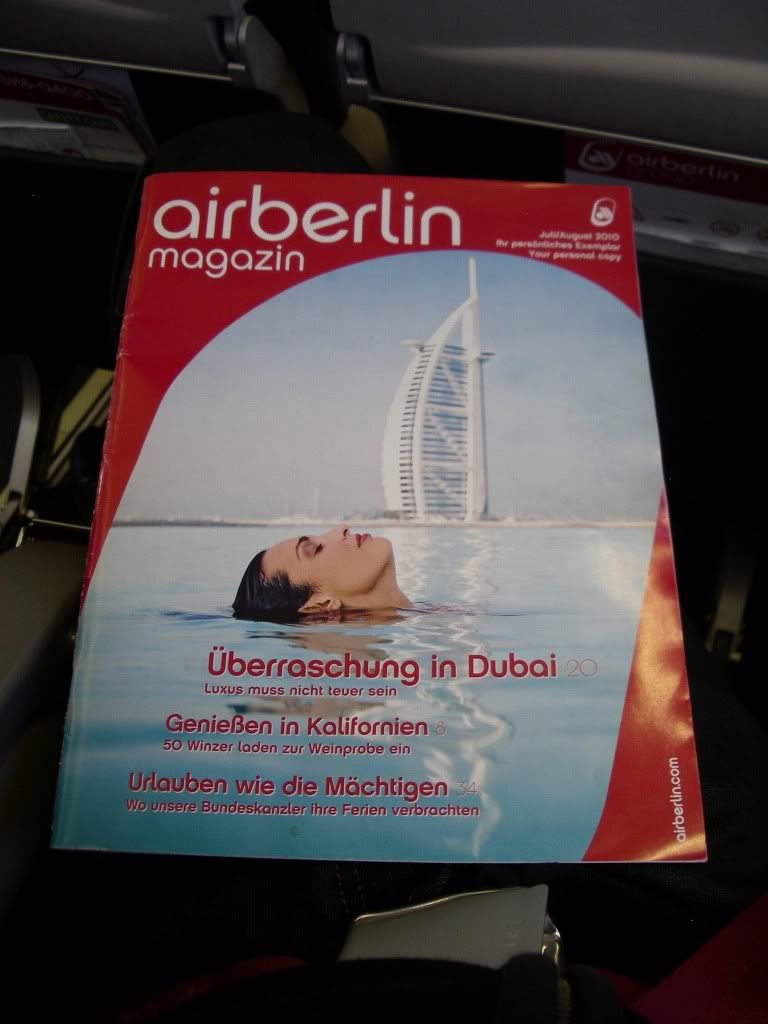 airberlin
magazin
Juli/August 2010
Ihr persönliches Exemplar
Your personal copy
Überraschung in Dubai 20
Luxus muss nicht teuer sein
Genießen in Kalifornien 8
50 Winzer laden zur Weinprobe ein
Urlauben wie die Mächtigen 34
Wo unsere Bundeskanzler ihre Ferien verbrachten
airberlin.com
airberlin